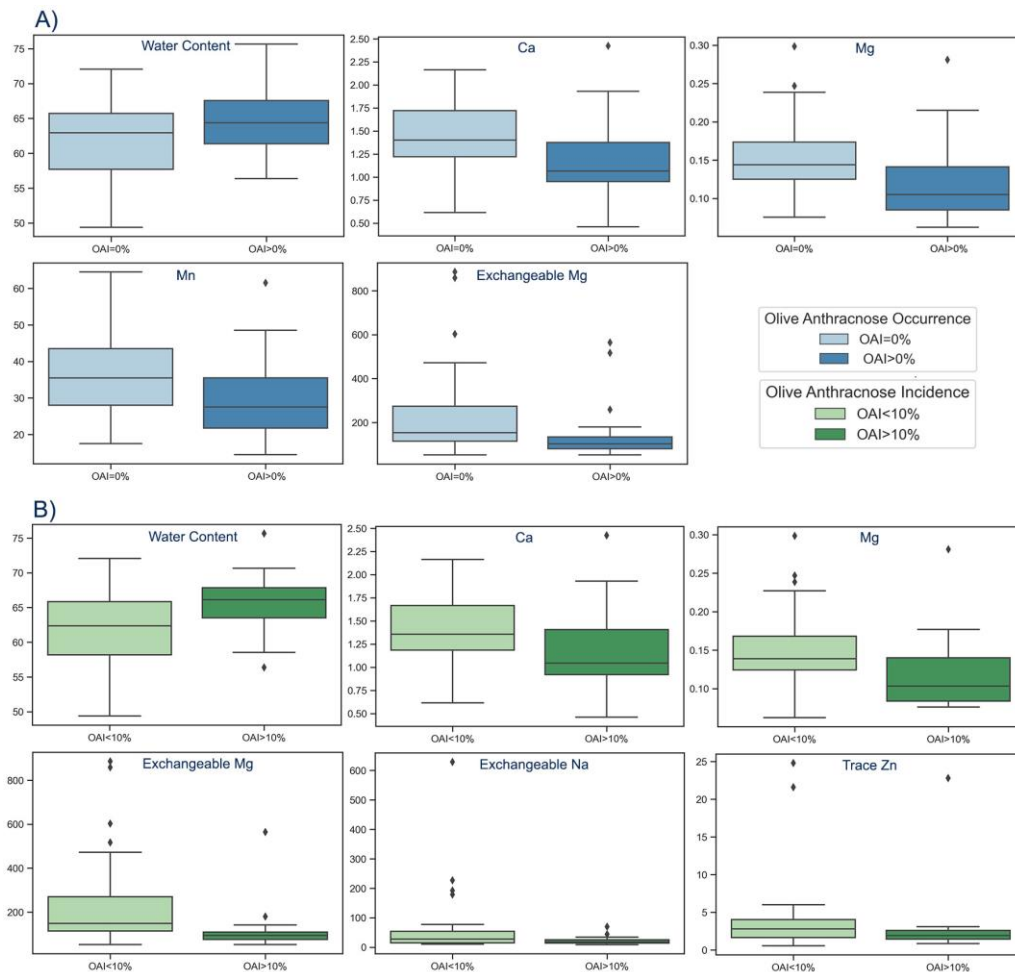 A)
Water Content
75
70
65
60
55
50
OAI=0%
OAI>0%
Ca
2.50
2.25
2.00
1.75
1.50
1.25
1.00
0.75
0.50
OAI=0%
OAI>0%
Mg
0.30
0.25
0.20
0.15
0.10
OAI=0%
OAI>0%
Mn
60
50
40
30
20
OAI=0%
OAI>0%
Exchangeable Mg
800
600
400
200
OAI=0%
OAI>0%
Olive Anthracnose Occurrence
OAI=0%
OAI>0%
Olive Anthracnose Incidence
OAI<10%
OAI>10%
B)
Water Content
75
70
65
60
55
50
OAI<10%
OAI>10%
Ca
2.50
2.25
2.00
1.75
1.50
1.25
1.00
0.75
0.50
OAI<10%
OAI>10%
Mg
0.30
0.25
0.20
0.15
0.10
OAI<10%
OAI>10%
Exchangeable Mg
800
600
400
200
OAI<10%
OAI>10%
Exchangeable Na
600
500
400
300
200
100
0
OAI<10%
OAI>10%
Trace Zn
25
20
15
10
5
0
OAI<10%
OAI>10%